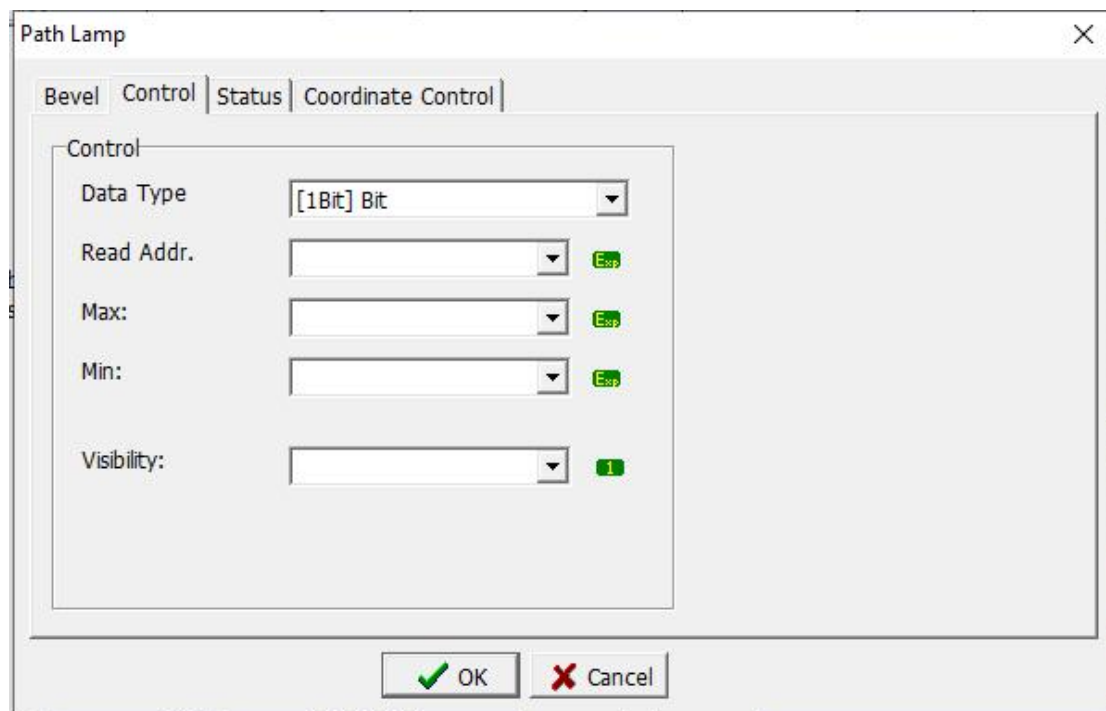 Path Lamp
Bevel Control Status Coordinate Control
Control
Data Type [1Bit] Bit
Read Addr. Exp
Max: Exp
Min: Exp
Visibility: 1
OK Cancel